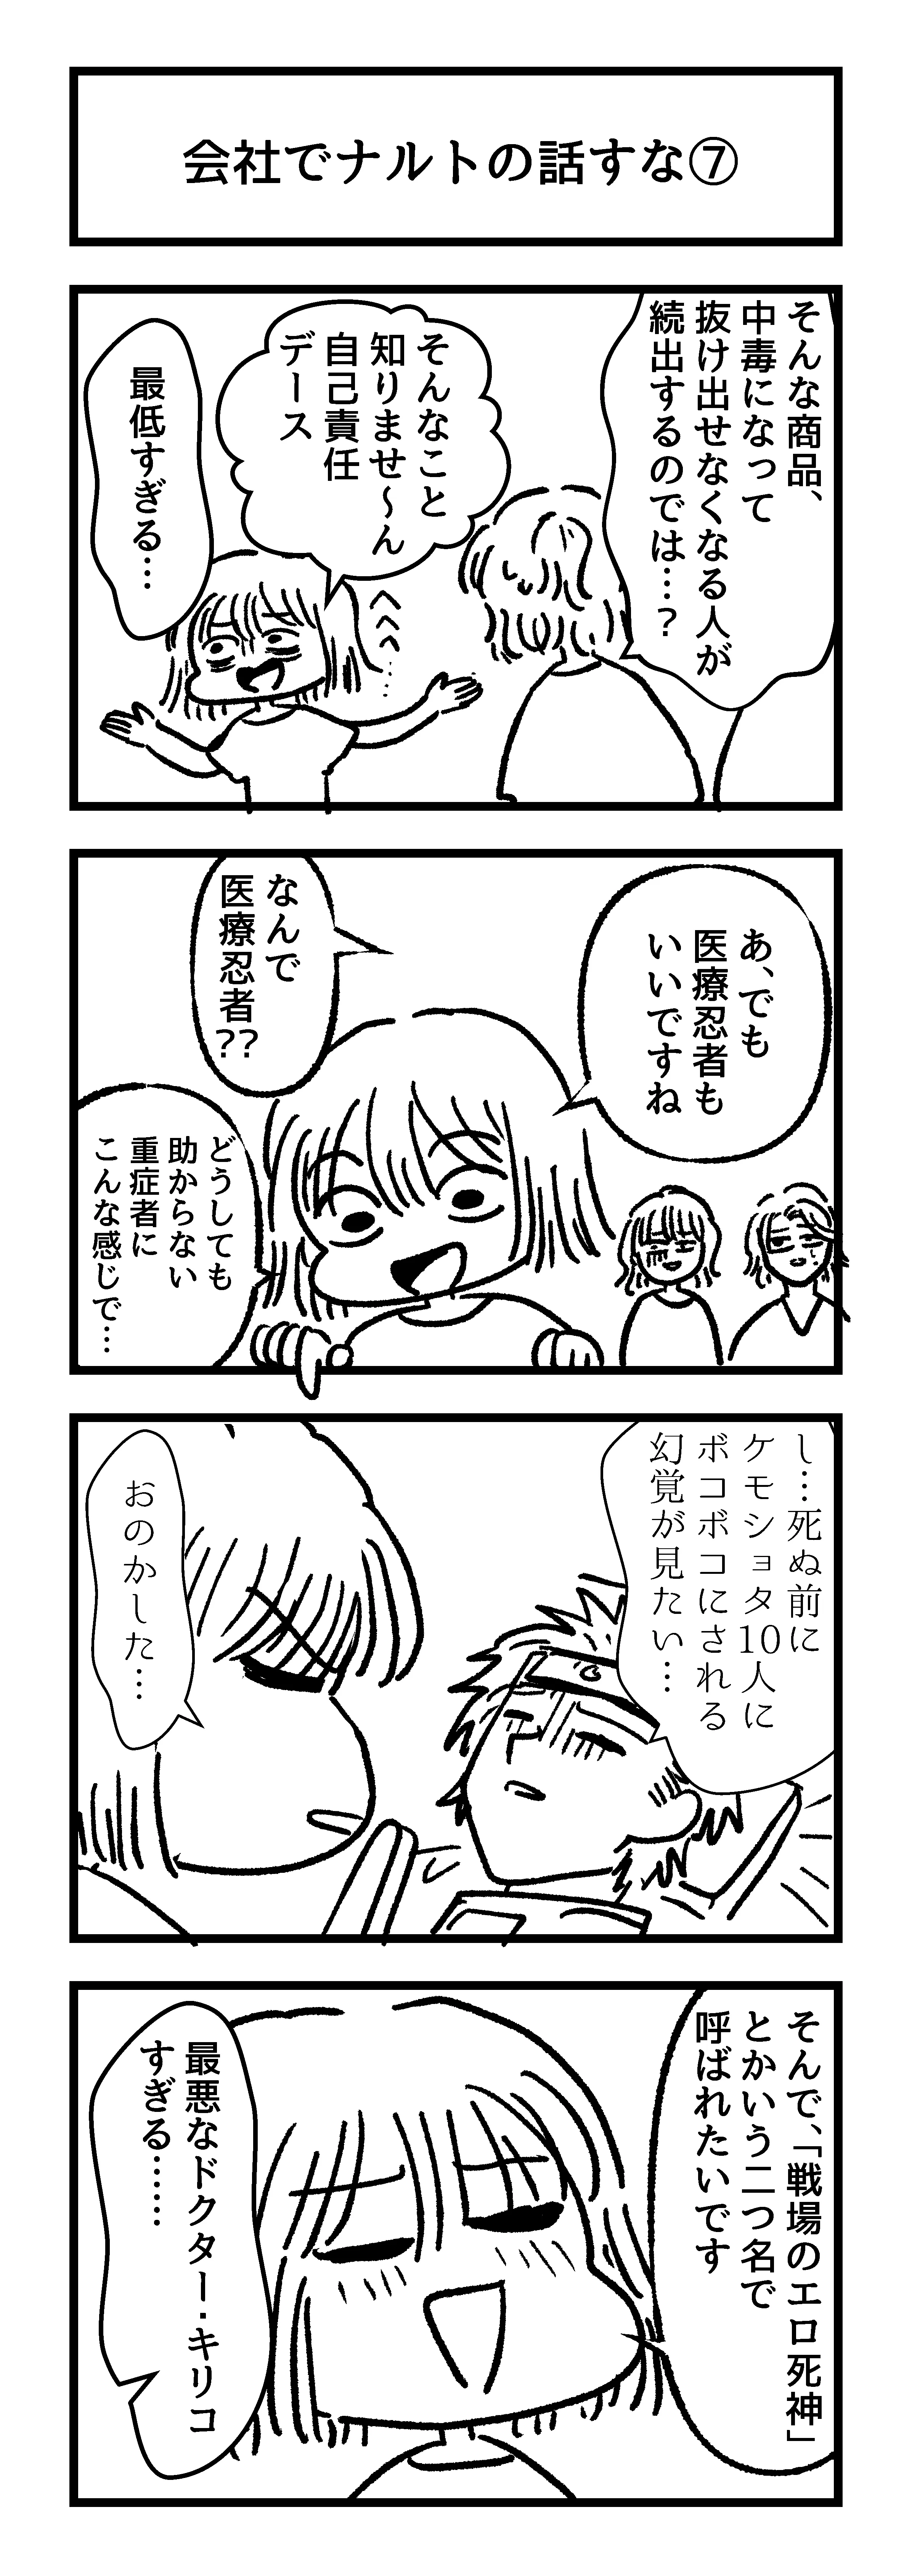 会社でナルトの話すな⑦
そんな商品、
中毒になって
抜け出せなくなる人が
続出するのでは…?
そんなこと
知りませ〜ん
自己責任
デース
へへへ…
最低すぎる…
あ、でも
医療忍者も
いいですね
なんで
医療忍者??
どうしても
助からない
重症者に
こんな感じで…
し…死ぬ前に
ケモショタ10人に
ボコボコにされる
幻覚が見たい…
おのかした…
そんで、「戦場のエロ死神」
とかいう二つ名で
呼ばれたいです
最悪なドクター・キリコ
すぎる……